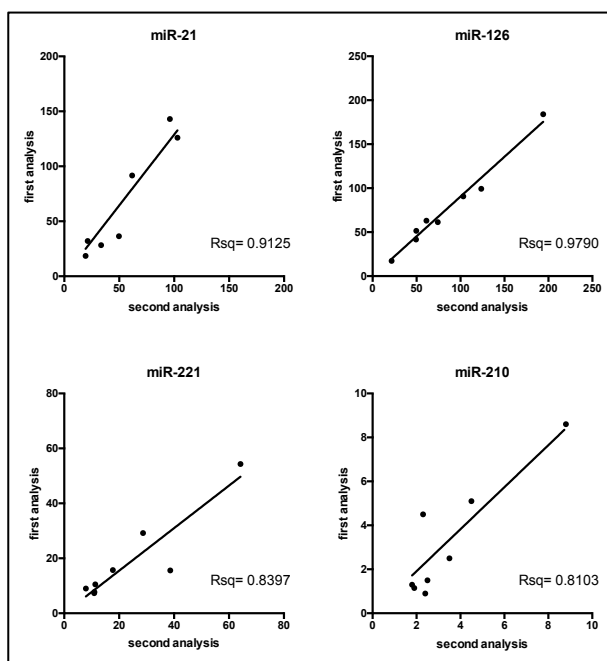 miR-21
200
150
100
50
0
first analysis
Rsq= 0.9125
0 50 100 150 200
second analysis
miR-126
250
200
150
100
50
0
first analysis
Rsq= 0.9790
0 50 100 150 200 250
second analysis
miR-221
80
60
40
20
0
first analysis
Rsq= 0.8397
0 20 40 60 80
second analysis
miR-210
10
8
6
4
2
0
first analysis
Rsq= 0.8103
0 2 4 6 8 10
second analysis